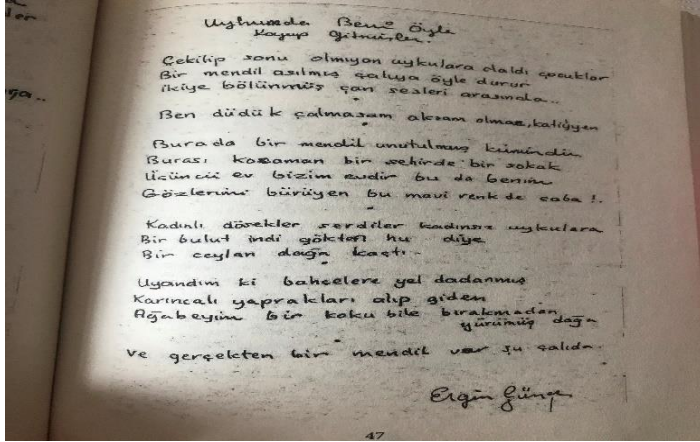 ler
ğa..
Uykumda Beni Öyle
Koyup Gitmişler.
Çekilip sonu olmıyan uykulara daldı çocuklar
Bir mendil asılmış çalıya öyle durur
ikiye bölünmüş çan sesleri arasında..
Ben düdük çalmasam akşam olmaz, katiyyen
Burada bir mendil unutulmuş kimindir
Burası kocaman bir şehirde bir sokak
Üçüncü ev bizim evdir bu da benim
Gözlerimi bürüyen bu mavi renk de caba !.
Kadınlı döşekler serdiler kadınsız uykulara
Bir bulut indi gökten hu diye
Bir ceylan dağa kaçtı.
Uyandım ki bahçelere yel dadanmış
Karıncalı yaprakları alıp giden
Ağabeyim bir koku bile bırakmadan
yürümüş dağa
ve gerçekten bir mendil var şu çalıda.
Ergin Günçe
47